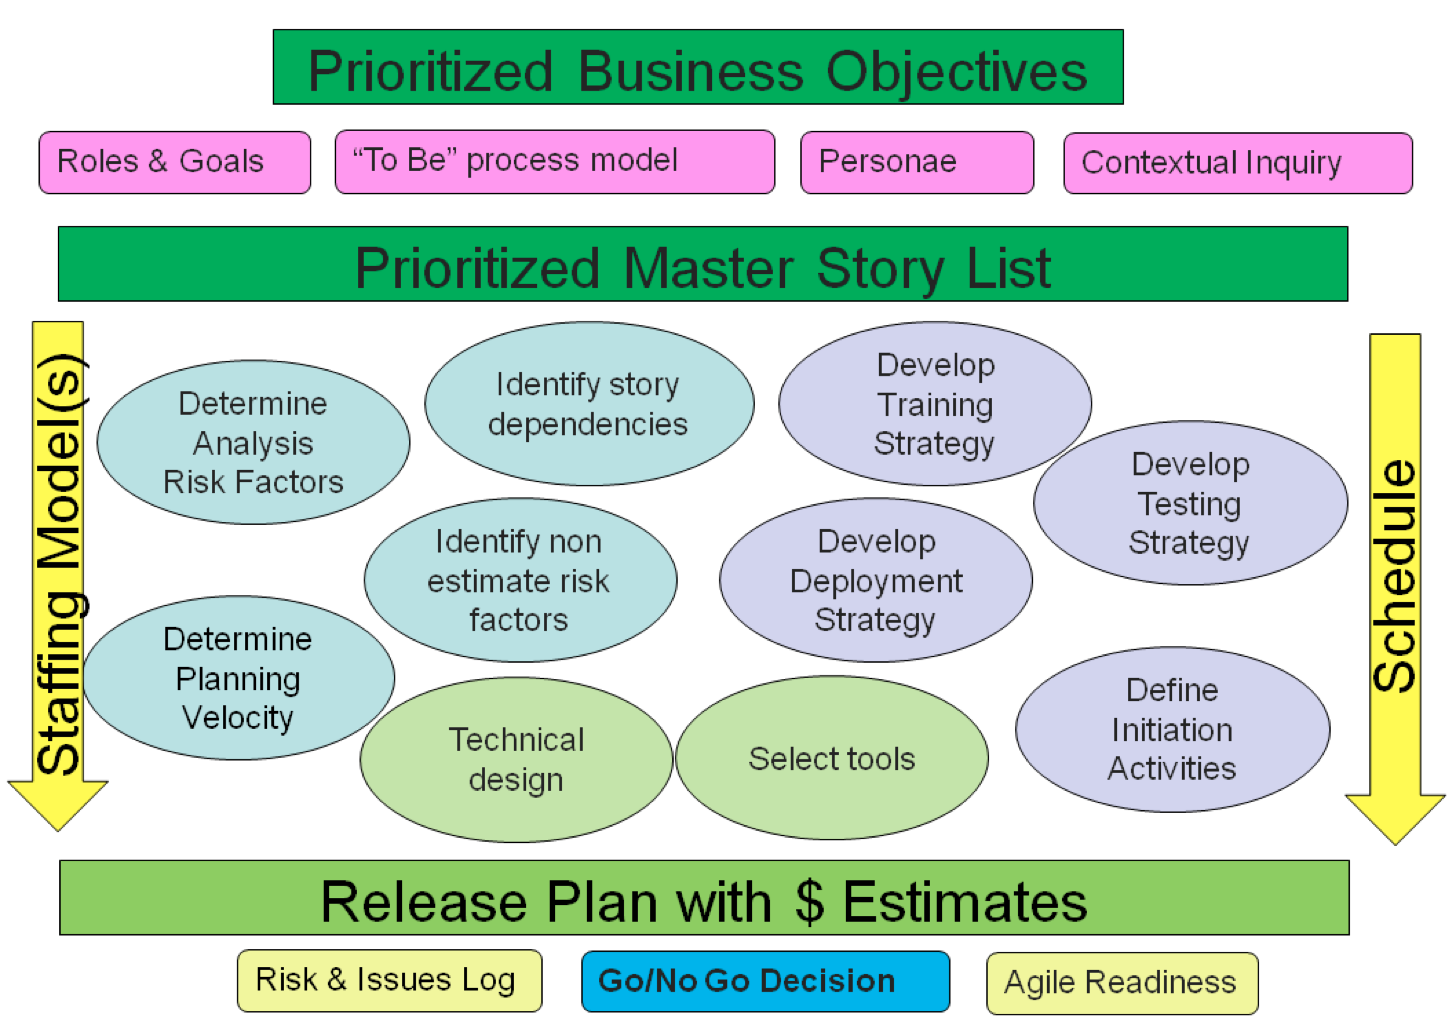 Prioritized Business Objectives
Roles & Goals
“To Be” process model
Personae
Contextual Inquiry
Prioritized Master Story List
Staffing Model(s)
Determine
Analysis
Risk Factors
Identify story
dependencies
Develop
Training
Strategy
Develop
Testing
Strategy
Identify non
estimate risk
factors
Develop
Deployment
Strategy
Determine
Planning
Velocity
Technical
design
Select tools
Define
Initiation
Activities
Schedule
Release Plan with $ Estimates
Risk & Issues Log
Go/No Go Decision
Agile Readiness